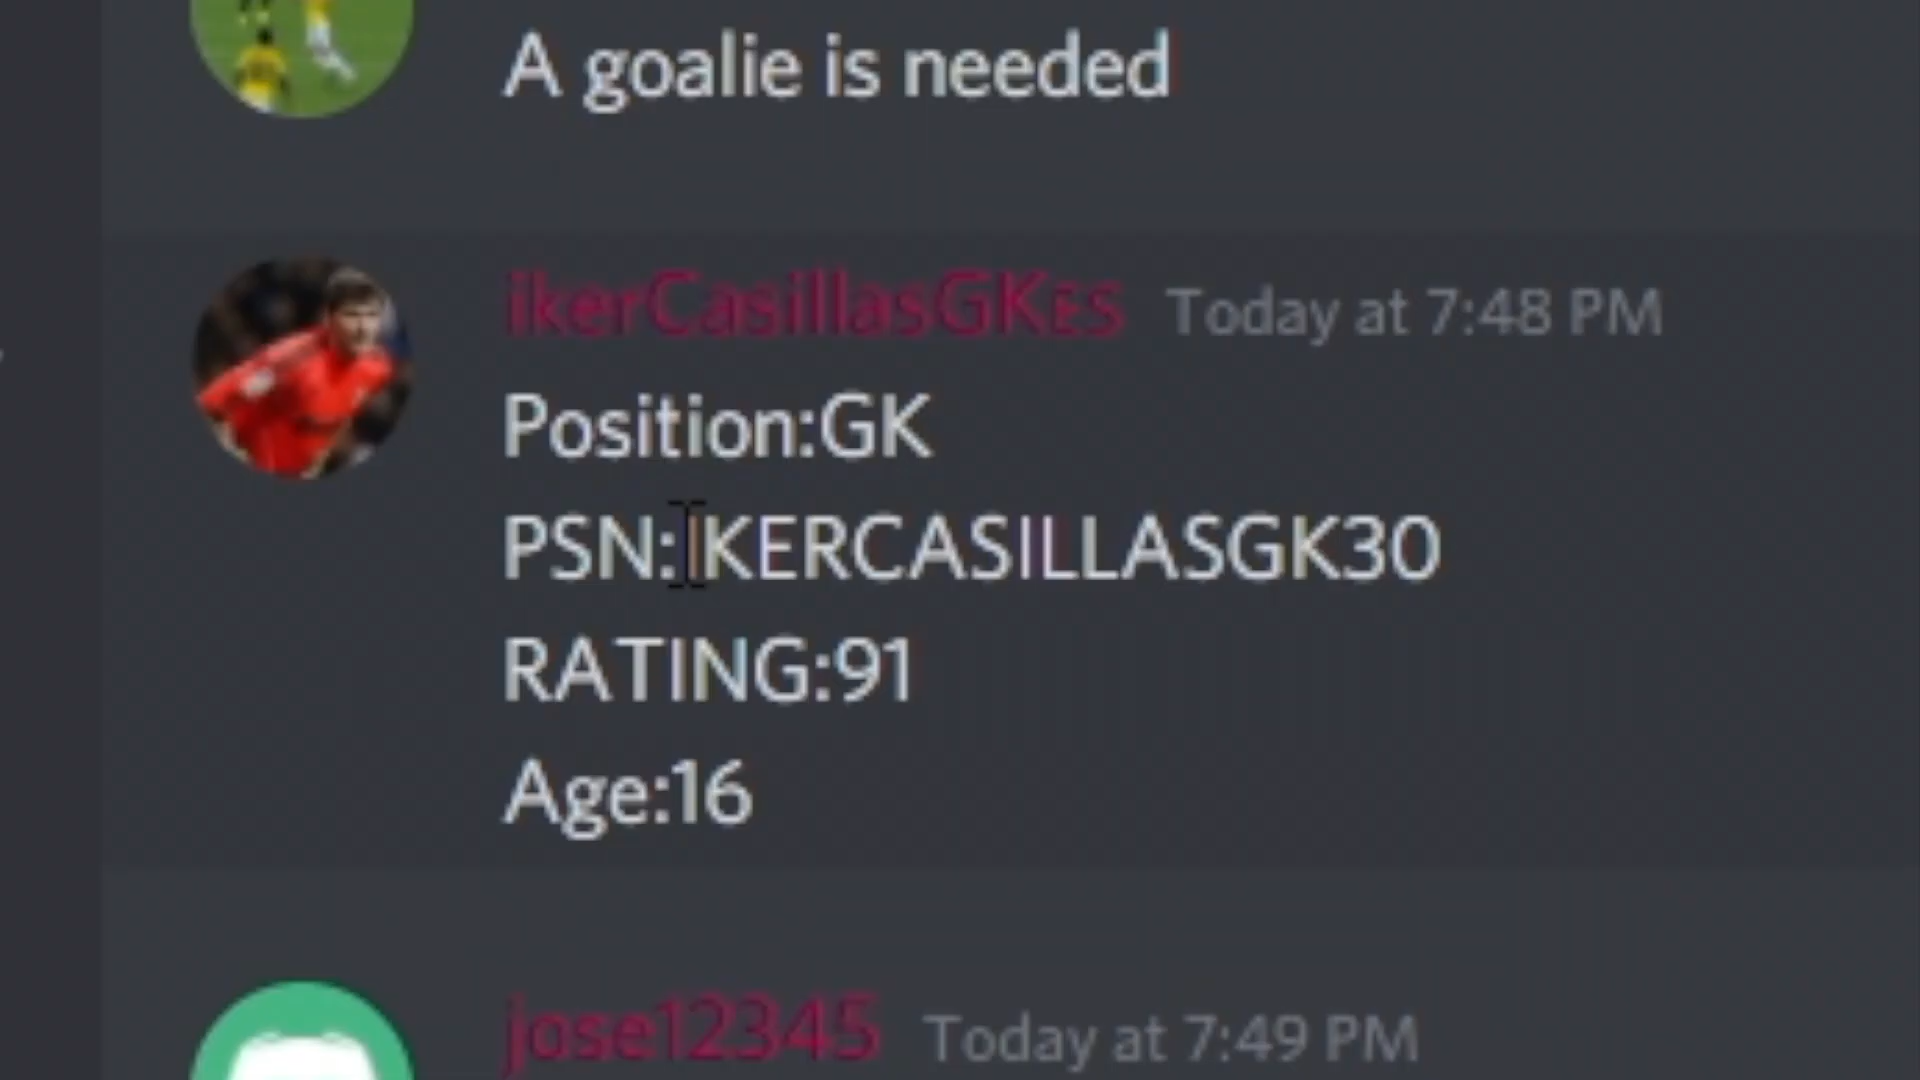 A goalie is needed
ikerCasillasGKES Today at 7:48 PM
Position:GK
PSN:IKERCASILLASGK30
RATING:91
Age:16
jose12345 Today at 7:49 PM